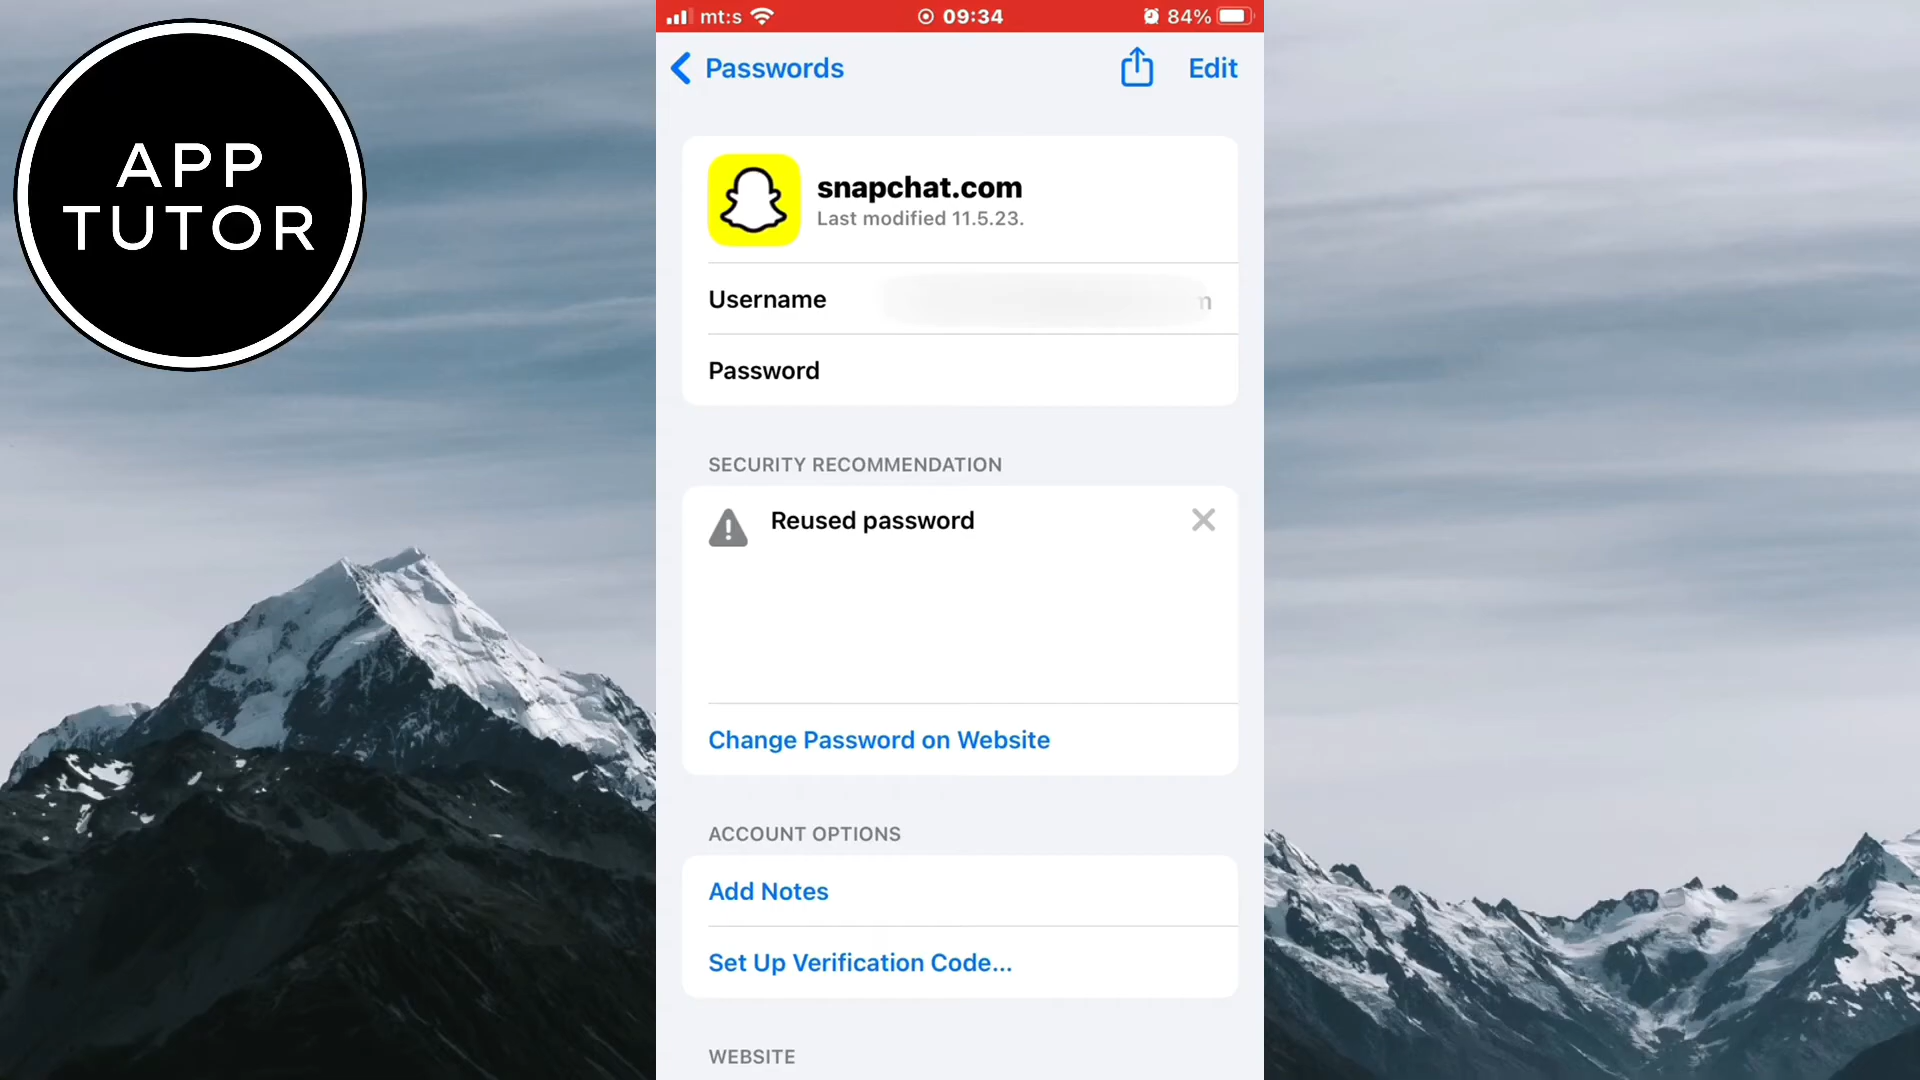 APP
TUTOR
mt:s
09:34
84%
Passwords
Edit
snapchat.com
Last modified 11.5.23.
Username
Password
SECURITY RECOMMENDATION
Reused password
Change Password on Website
ACCOUNT OPTIONS
Add Notes
Set Up Verification Code...
WEBSITE